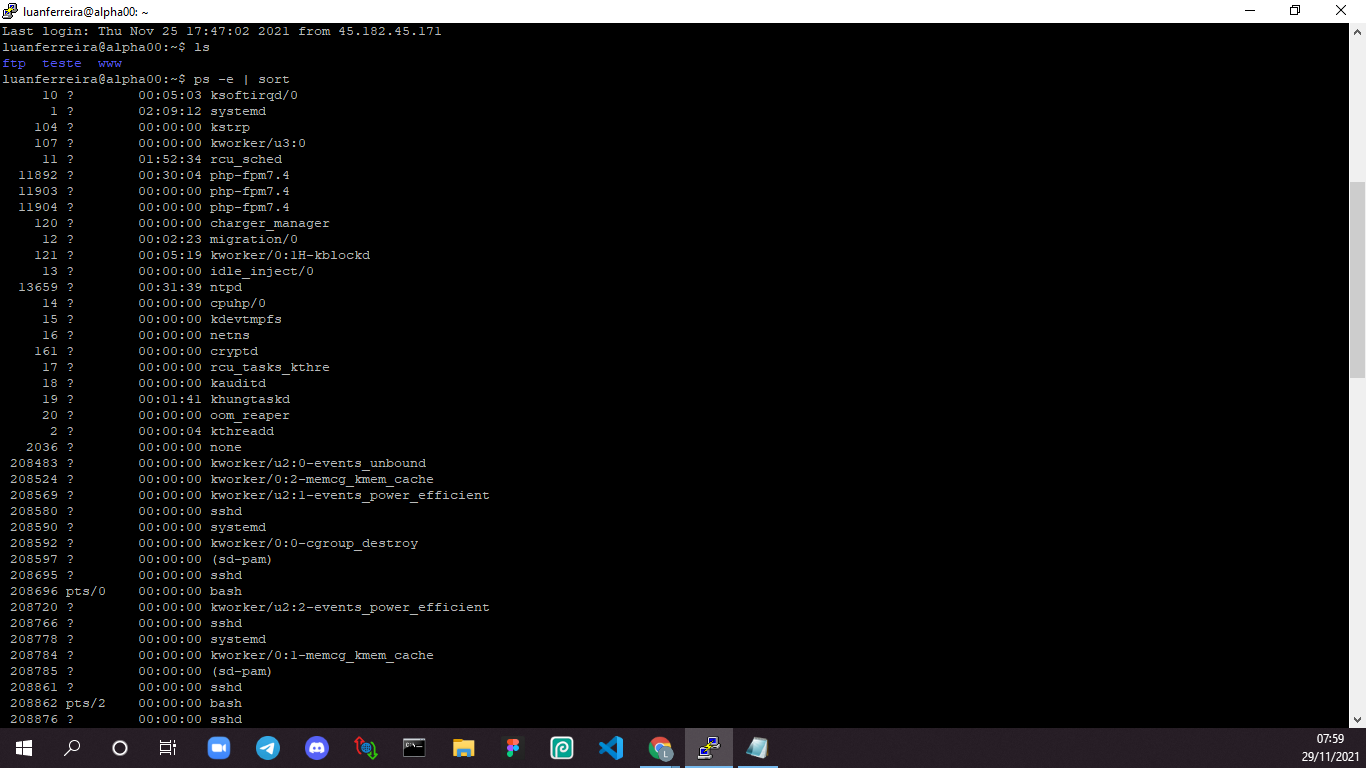 luanferreira@alpha00: ~
Last login: Thu Nov 25 17:47:02 2021 from 45.182.45.171
luanferreira@alpha00:~$ ls
ftp  teste  www
luanferreira@alpha00:~$ ps -e | sort
     10 ?        00:05:03 ksoftirqd/0
      1 ?        02:09:12 systemd
    104 ?        00:00:00 kstrp
    107 ?        00:00:00 kworker/u3:0
     11 ?        01:52:34 rcu_sched
  11892 ?        00:30:04 php-fpm7.4
  11903 ?        00:00:00 php-fpm7.4
  11904 ?        00:00:00 php-fpm7.4
    120 ?        00:00:00 charger_manager
     12 ?        00:02:23 migration/0
    121 ?        00:05:19 kworker/0:1H-kblockd
     13 ?        00:00:00 idle_inject/0
  13659 ?        00:31:39 ntpd
     14 ?        00:00:00 cpuhp/0
     15 ?        00:00:00 kdevtmpfs
     16 ?        00:00:00 netns
    161 ?        00:00:00 cryptd
     17 ?        00:00:00 rcu_tasks_kthre
     18 ?        00:00:00 kauditd
     19 ?        00:01:41 khungtaskd
     20 ?        00:00:00 oom_reaper
      2 ?        00:00:04 kthreadd
   2036 ?        00:00:00 none
 208483 ?        00:00:00 kworker/u2:0-events_unbound
 208524 ?        00:00:00 kworker/0:2-memcg_kmem_cache
 208569 ?        00:00:00 kworker/u2:1-events_power_efficient
 208580 ?        00:00:00 sshd
 208590 ?        00:00:00 systemd
 208592 ?        00:00:00 kworker/0:0-cgroup_destroy
 208597 ?        00:00:00 (sd-pam)
 208695 ?        00:00:00 sshd
 208696 pts/0    00:00:00 bash
 208720 ?        00:00:00 kworker/u2:2-events_power_efficient
 208766 ?        00:00:00 sshd
 208778 ?        00:00:00 systemd
 208784 ?        00:00:00 kworker/0:1-memcg_kmem_cache
 208785 ?        00:00:00 (sd-pam)
 208861 ?        00:00:00 sshd
 208862 pts/2    00:00:00 bash
 208876 ?        00:00:00 sshd
L
07:59
29/11/2021